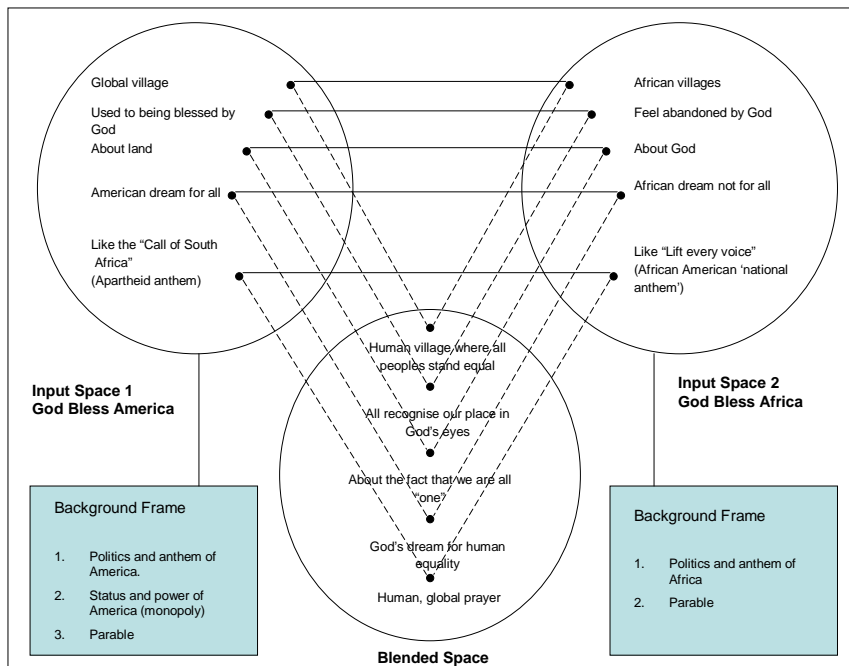 Global village
Used to being blessed by
God
About land
American dream for all
Like the “Call of South
Africa”
(Apartheid anthem)
African villages
Feel abandoned by God
About God
African dream not for all
Like “Lift every voice”
(African American ‘national
anthem’)
Human village where all
peoples stand equal
All recognise our place in
God’s eyes
About the fact that we are all
“one”
God’s dream for human
equality
Human, global prayer
Input Space 1
God Bless America
Input Space 2
God Bless Africa
Background Frame
1. Politics and anthem of
America.
2. Status and power of
America (monopoly)
3. Parable
Background Frame
1. Politics and anthem of
Africa
2. Parable
Blended Space